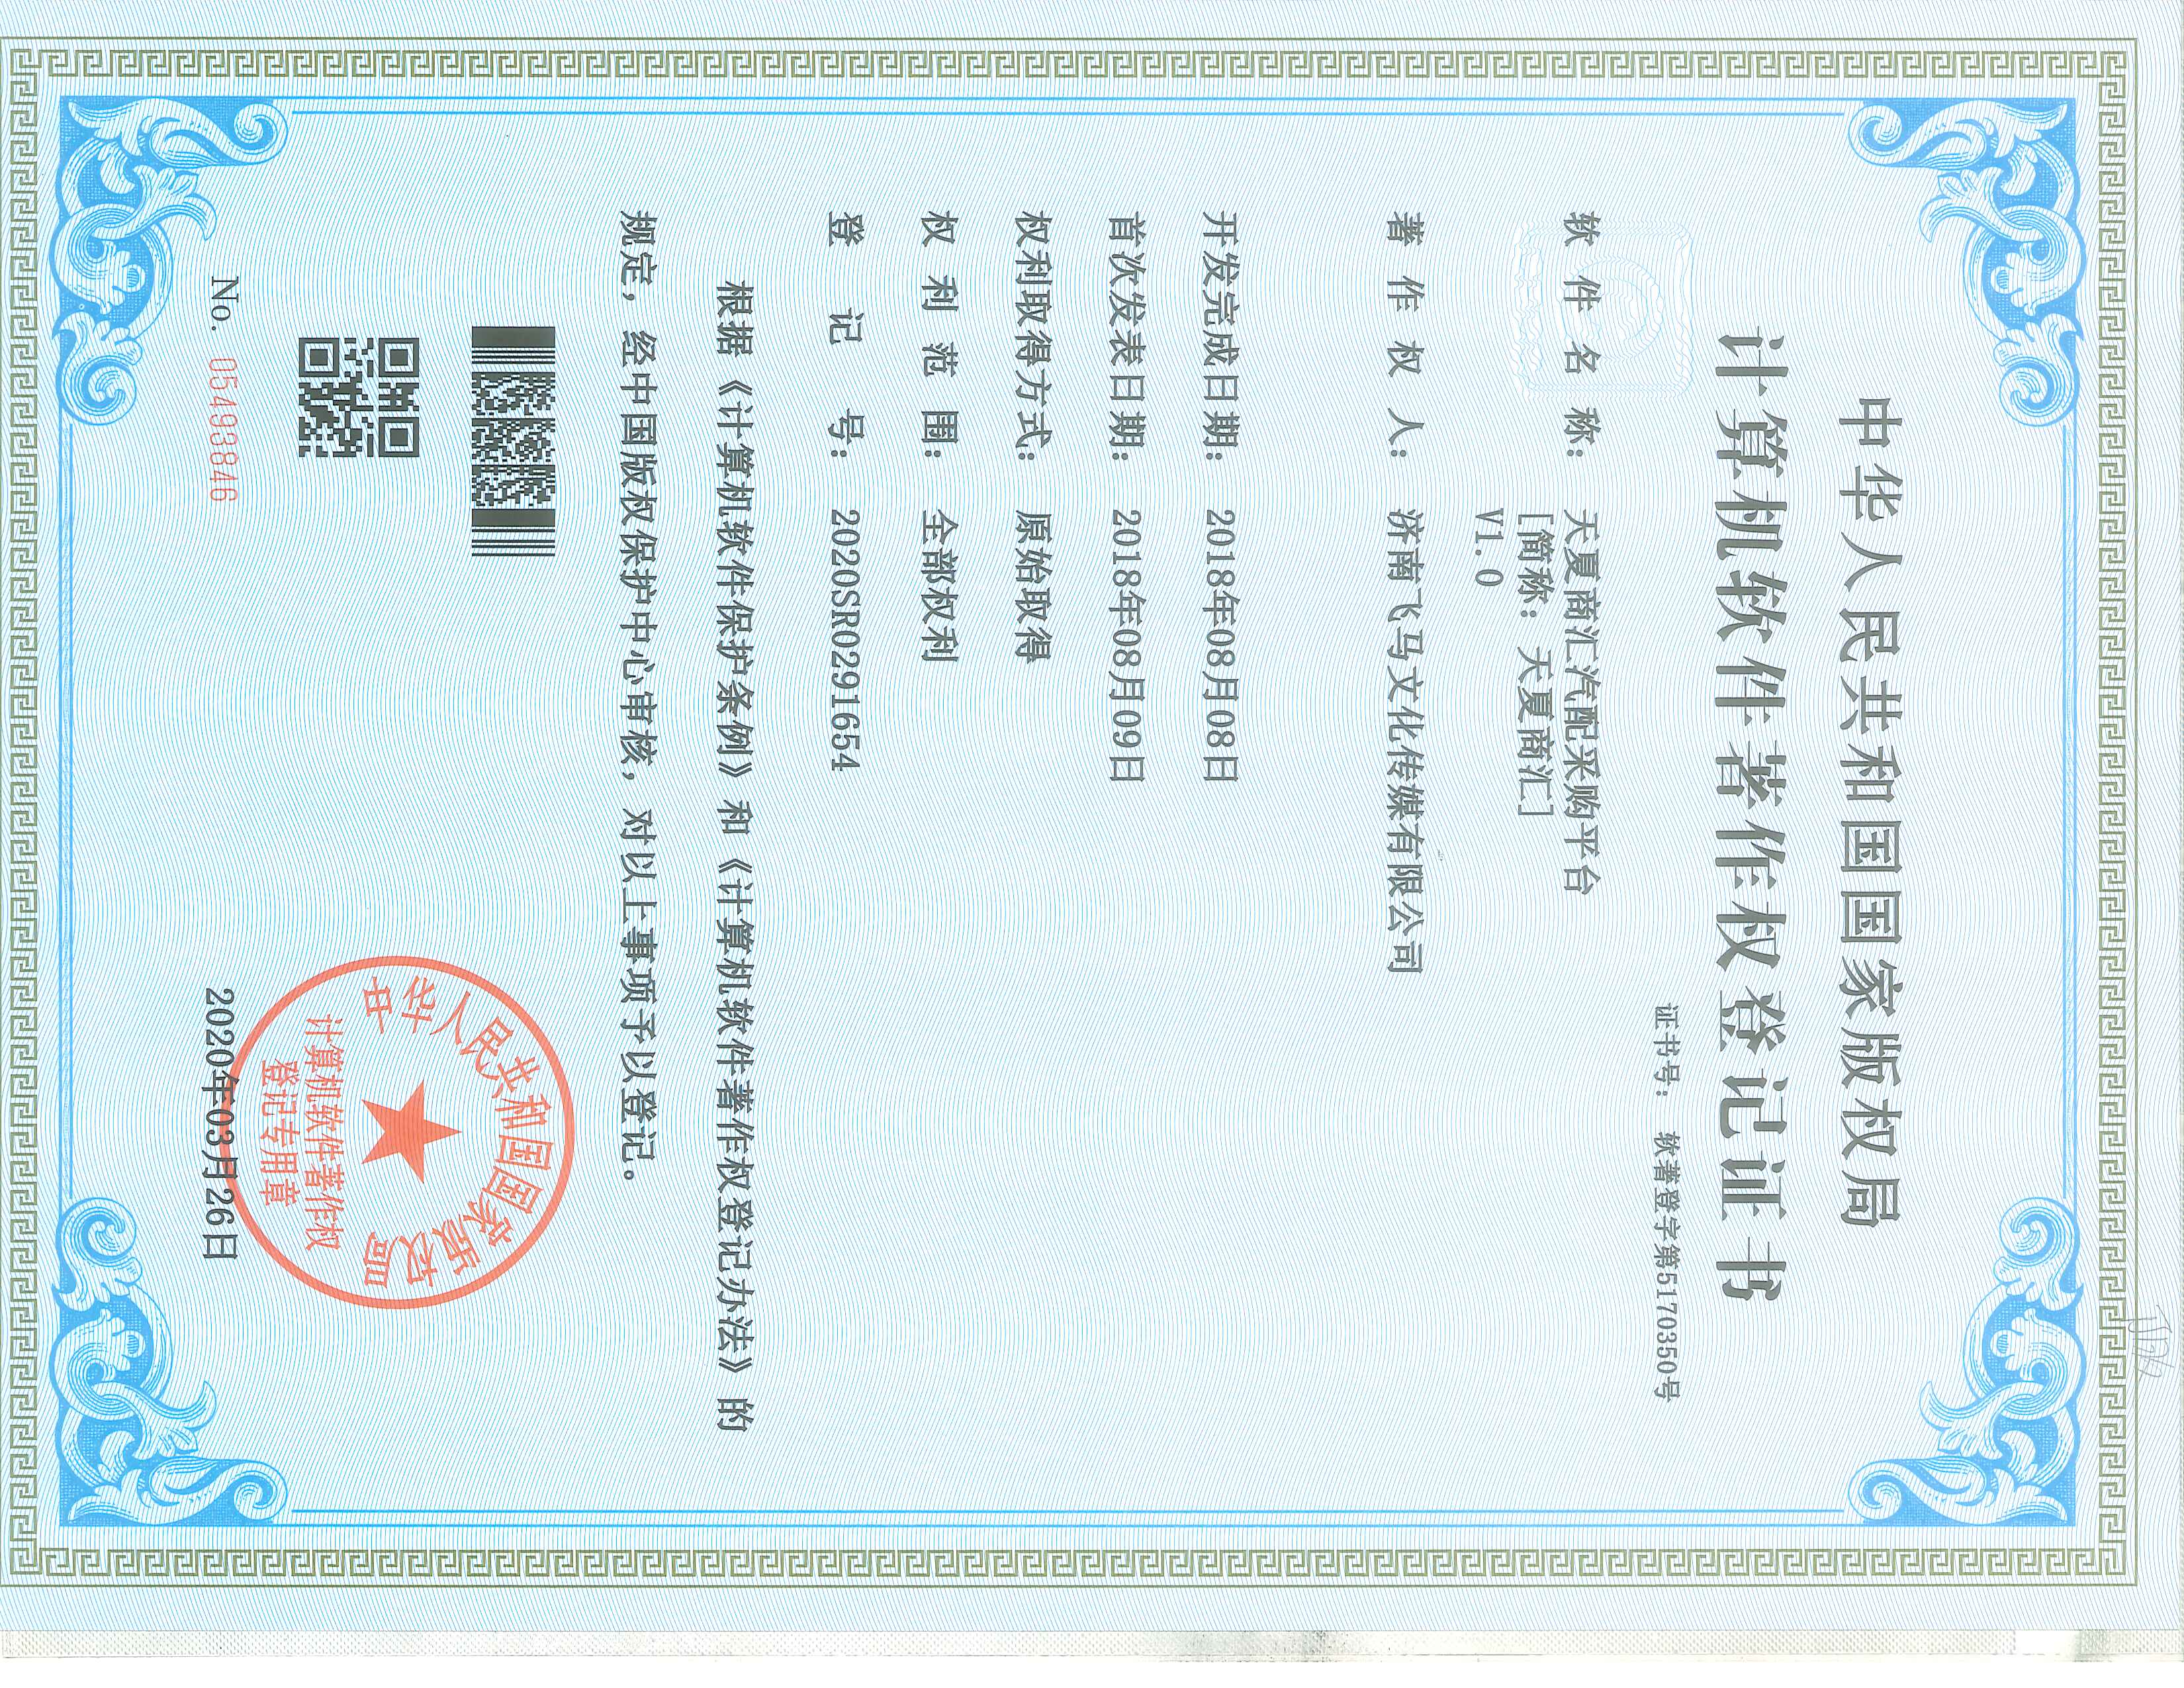 中华人民共和国国家版权局
计算机软件著作权登记证书
证书号： 软著登字第5170350号
软件名称： 天夏商汇汽配采购平台
[简称：天夏商汇]
V1.0
著作权人： 济南飞马文化传媒有限公司
开发完成日期： 2018年08月08日
首次发表日期： 2018年08月09日
权利取得方式： 原始取得
权利范围： 全部权利
登记号： 2020SR0291654
根据《计算机软件保护条例》和《计算机软件著作权登记办法》的
规定，经中国版权保护中心审核，对以上事项予以登记。
中华人民共和国国家版权局
计算机软件著作权
登记专用章
No. 05493846
2020年03月26日